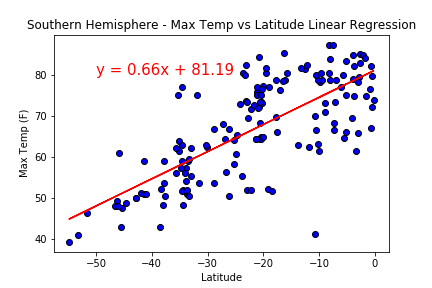 Southern Hemisphere - Max Temp vs Latitude Linear Regression
y = 0.66x + 81.19
Max Temp (F)
80
70
60
50
40
−50
−40
−30
−20
−10
0
Latitude